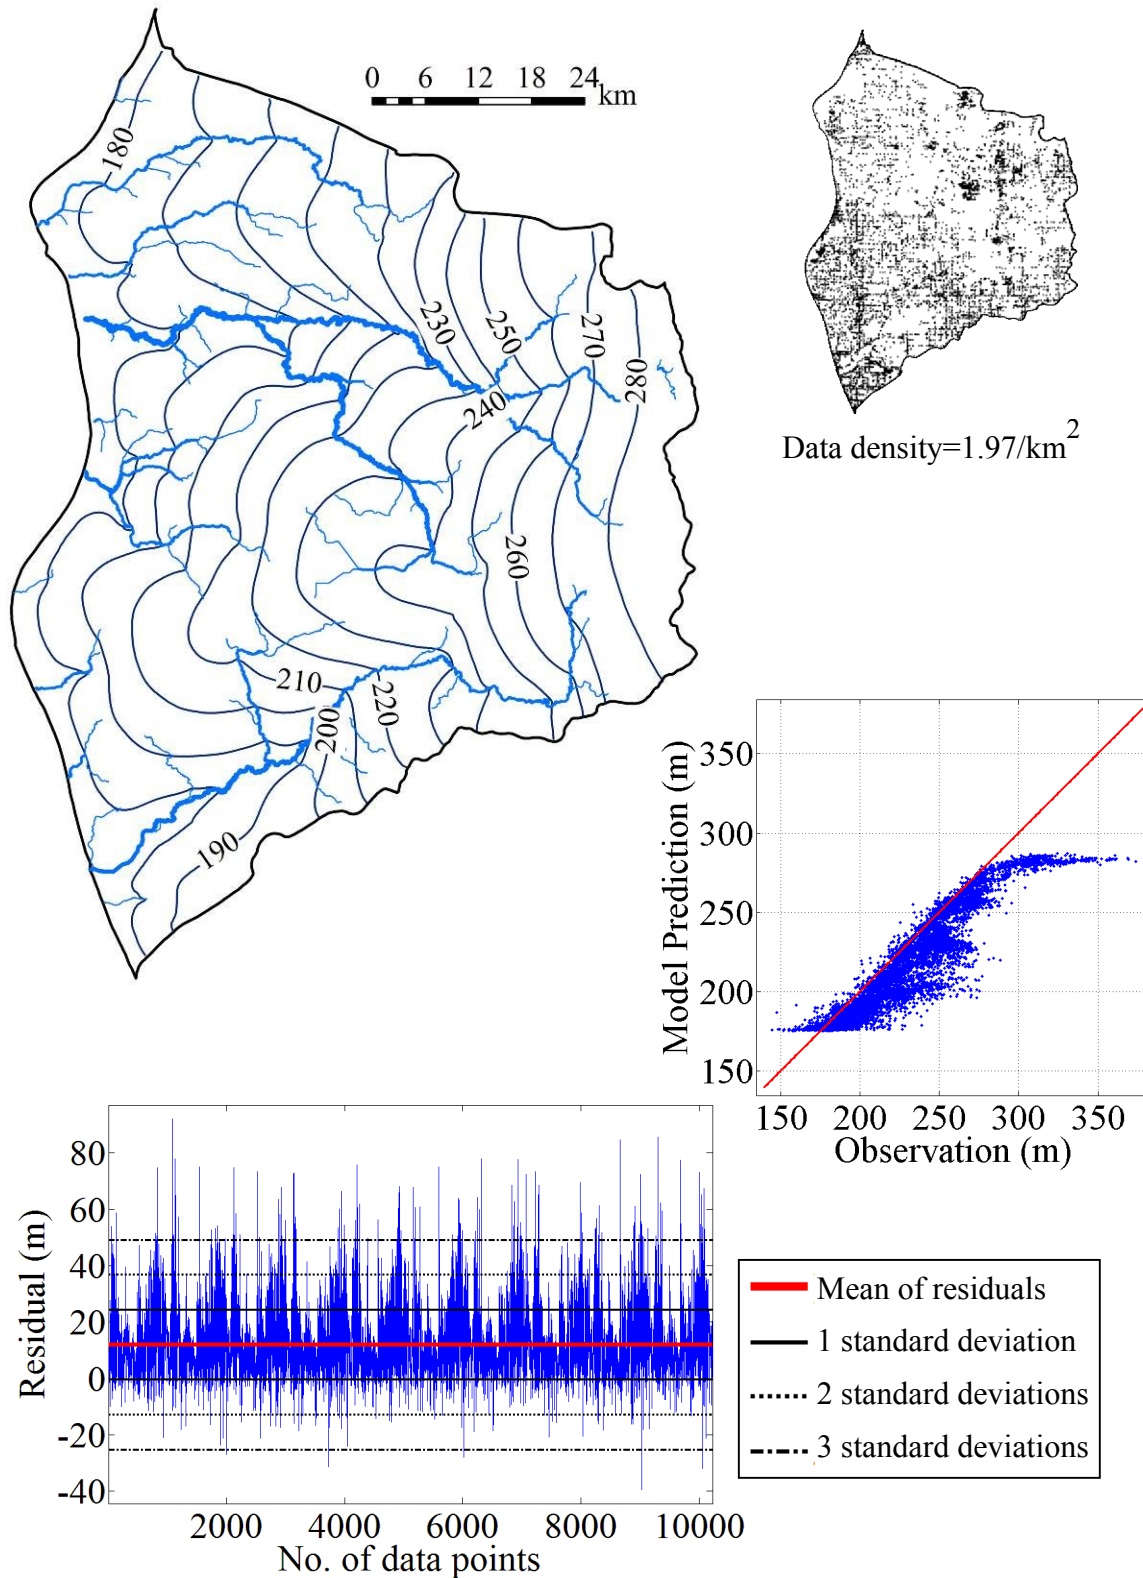 0 6 12 18 24 km
180
230
250
270
280
240
260
210
220
200
190
Data density=1.97/km2
Model Prediction (m)
350
300
250
200
150
150 200 250 300 350
Observation (m)
Residual (m)
80
60
40
20
0
-20
-40
2000 4000 6000 8000 10000
No. of data points
Mean of residuals
1 standard deviation
2 standard deviations
3 standard deviations